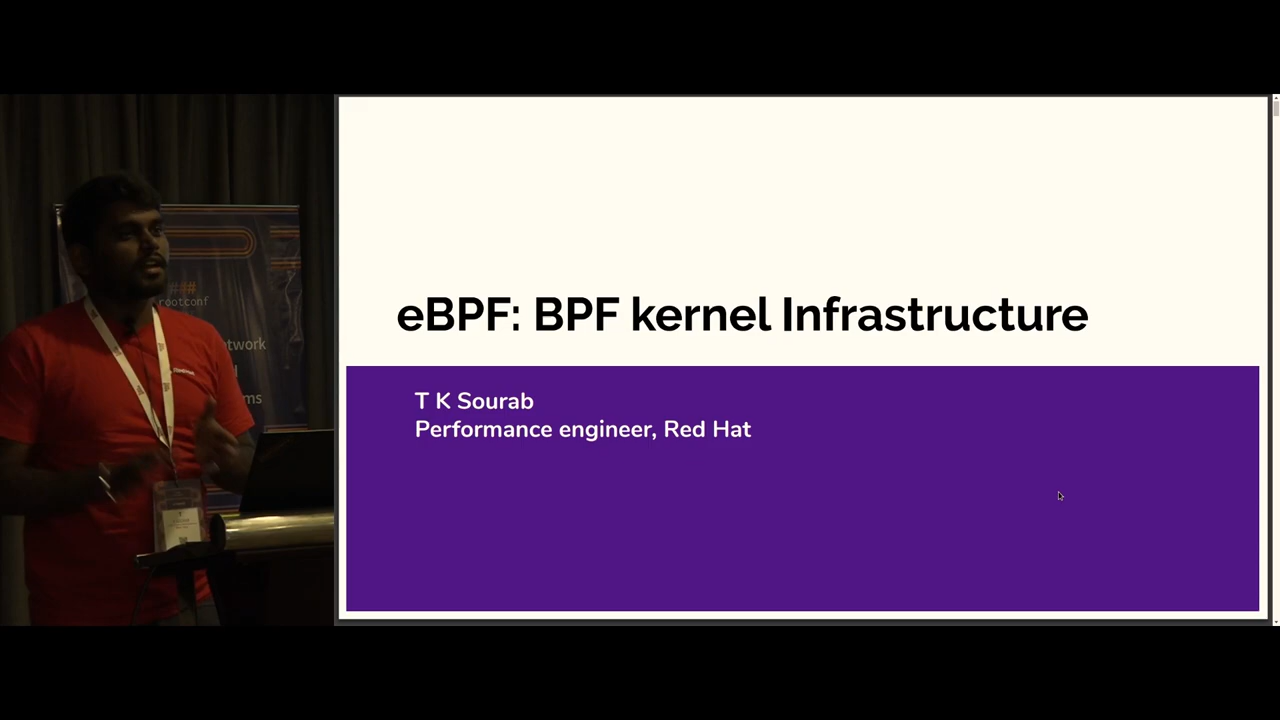 rootconf
eBPF: BPF kernel Infrastructure
T K Sourab
Performance engineer, Red Hat